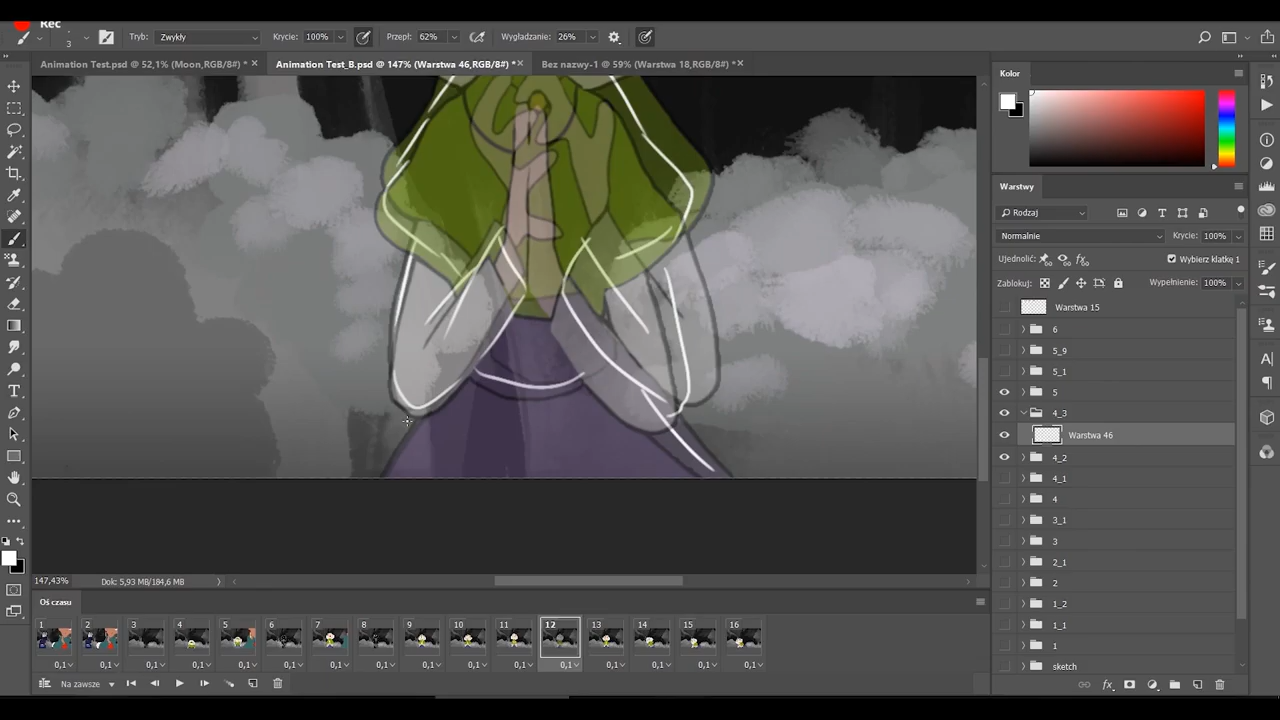 Rec
3
Tryb: Zwykły
Krycie: 100%
Przepł: 62%
Wygładzanie: 26%
Animation Test.psd @ 52,1% (Moon,RGB/8#) *
Animation Test_B.psd @ 147% (Warstwa 46,RGB/8#) *
Bez nazwy-1 @ 59% (Warstwa 18,RGB/8#) *
Kolor
Warstwy
Rodzaj
Normalnie
Krycie: 100%
Ujednolić:
Wybierz klatkę 1
Zablokuj:
Wypełnienie: 100%
Warstwa 15
6
5_9
5_1
5
4_3
Warstwa 46
4_2
4_1
4
3_1
3
2_1
2
1_2
1_1
1
sketch
147,43%
Dok: 5,93 MB/184,6 MB
Oś czasu
1 2 3 4 5 6 7 8 9 10 11 12 13 14 15 16
0,1 0,1 0,1 0,1 0,1 0,1 0,1 0,1 0,1 0,1 0,1 0,1 0,1 0,1 0,1 0,1
Na zawsze